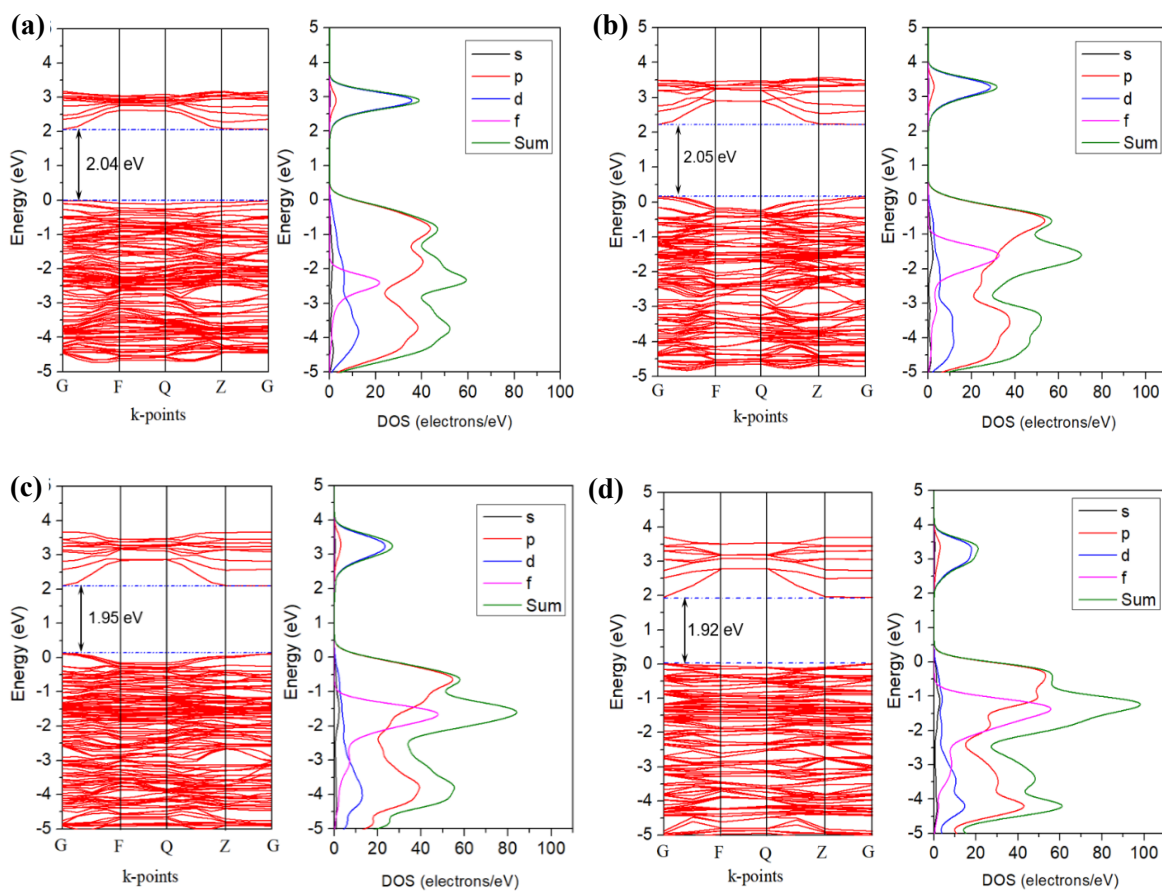 (a)
5
4
3
2
1
0
-1
-2
-3
-4
-5
Energy (eV)
2.04 eV
G F Q Z G
k-points
5
4
3
2
1
0
-1
-2
-3
-4
-5
Energy (eV)
s
p
d
f
Sum
0 20 40 60 80 100
DOS (electrons/eV)
(b)
5
4
3
2
1
0
-1
-2
-3
-4
-5
Energy (eV)
2.05 eV
G F Q Z G
k-points
5
4
3
2
1
0
-1
-2
-3
-4
-5
Energy (eV)
s
p
d
f
Sum
0 20 40 60 80 100
DOS (electrons/eV)
(c)
4
3
2
1
0
-1
-2
-3
-4
-5
Energy (eV)
1.95 eV
G F Q Z G
k-points
5
4
3
2
1
0
-1
-2
-3
-4
-5
Energy (eV)
s
p
d
f
Sum
0 20 40 60 80 100
DOS (electrons/eV)
(d)
5
4
3
2
1
0
-1
-2
-3
-4
-5
Energy (eV)
1.92 eV
G F Q Z G
k-points
5
4
3
2
1
0
-1
-2
-3
-4
-5
Energy (eV)
s
p
d
f
Sum
0 20 40 60 80 100
DOS (electrons/eV)